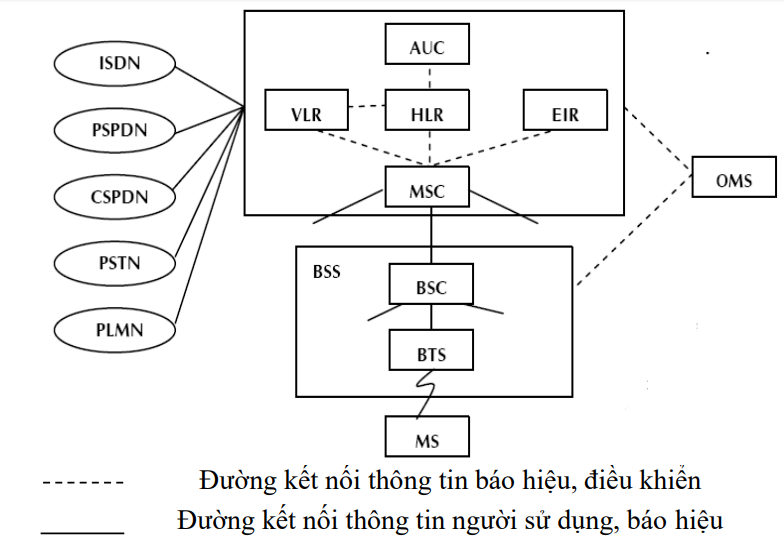 ISDN
PSPDN
CSPDN
PSTN
PLMN
AUC
VLR
HLR
EIR
MSC
OMS
BSS
BSC
BTS
MS
Đường kết nối thông tin báo hiệu, điều khiển
Đường kết nối thông tin người sử dụng, báo hiệu